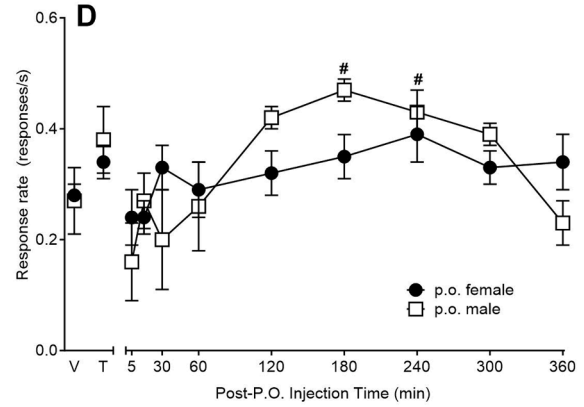 D
0.6
#
#
0.4
0.2
0.0
Response rate (responses/s)
p.o. female
p.o. male
V T 5 30 60 120 180 240 300 360
Post-P.O. Injection Time (min)